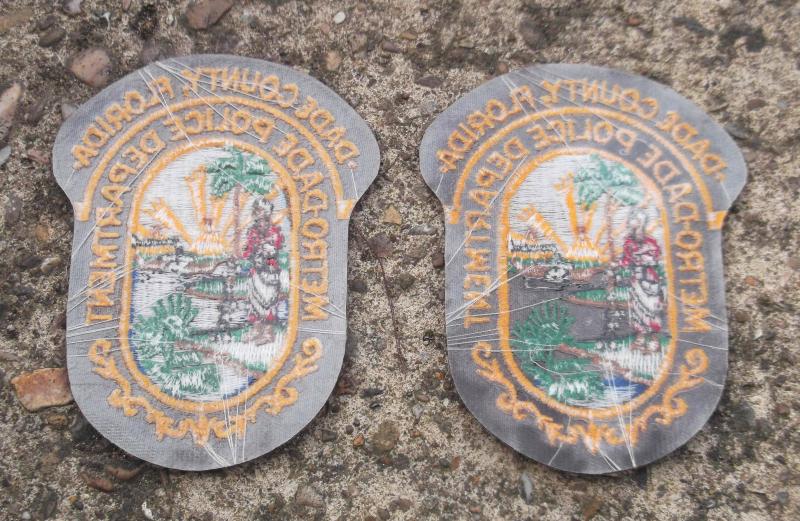 DADE COUNTY, FLORIDA
METRO-DADE POLICE DEPARTMENT
DADE COUNTY, FLORIDA
METRO-DADE POLICE DEPARTMENT